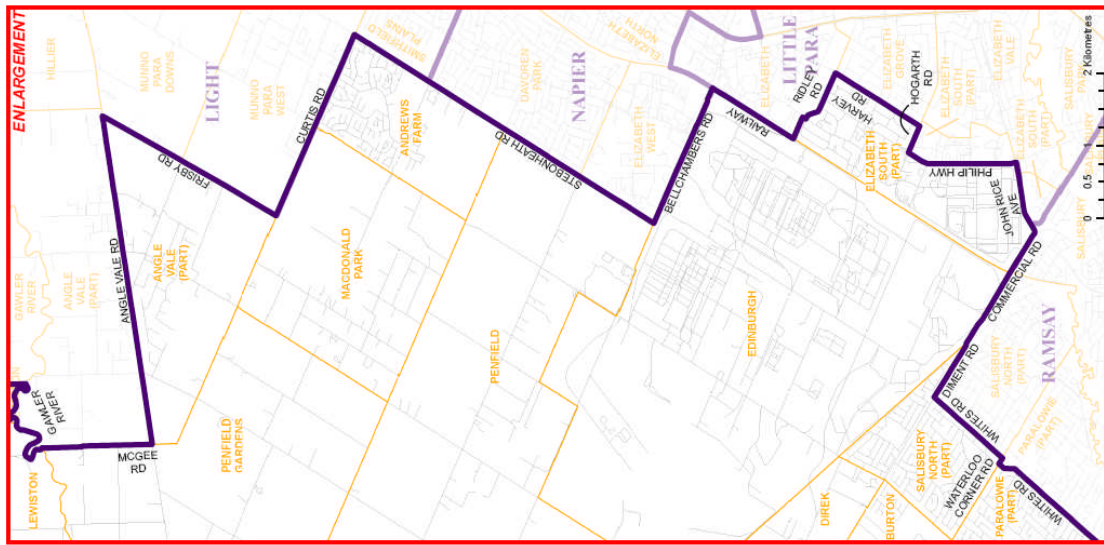 ENLARGEMENT
HILLIER
MUNNO
PARA
DOWNS
LIGHT
MUNNO
PARA
WEST
SMITHFIELD
PLAINS
CURTIS RD
FRISBY RD
ANDREWS
FARM
DAVOREN
PARK
NAPIER
ELIZABETH
NORTH
ELIZABETH
WEST
STEBONHEATH RD
BELLCHAMBERS RD
RAILWAY
ELIZABETH
LITTLE
PARA
RIDLEY
RD
HARVEY
RD
ELIZABETH
GROVE
HOGARTH
RD
ELIZABETH
SOUTH
(PART)
ELIZABETH
VALE
ELIZABETH
SOUTH
(PART)
SALISBURY
ELIZABETH
SOUTH
(PART)
PHILIP HWY
JOHN RICE
AVE
SALISBURY
0
0.5
1
2 Kilometres
GAWLER
RIVER
ANGLE
VALE
(PART)
ANGLE VALE RD
ANGLE
VALE
(PART)
MACDONALD
PARK
PENFIELD
EDINBURGH
COMMERCIAL RD
DIMENT RD
SALISBURY
NORTH
(PART)
RAMSAY
GAWLER
RIVER
MCGEE
RD
LEWISTON
PENFIELD
GARDENS
DIREK
BURTON
SALISBURY
NORTH
(PART)
WHITES RD
PARALOWIE
(PART)
WATERLOO
CORNER RD
PARALOWIE
(PART)
WHITES RD